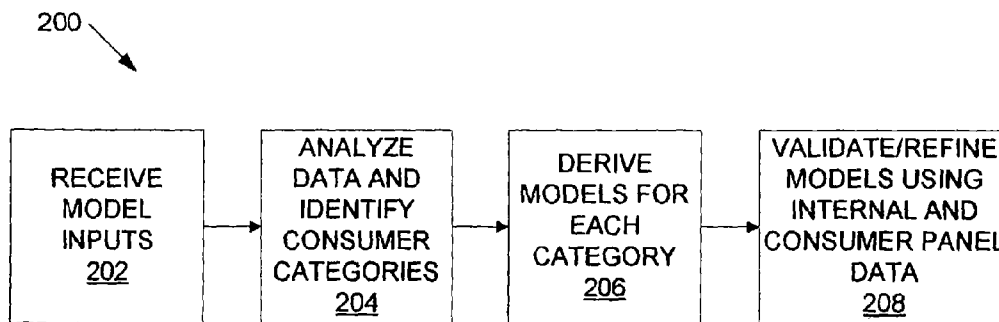 200
RECEIVE
MODEL
INPUTS
202
ANALYZE
DATA AND
IDENTIFY
CONSUMER
CATEGORIES
204
DERIVE
MODELS FOR
EACH
CATEGORY
206
VALIDATE/REFINE
MODELS USING
INTERNAL AND
CONSUMER PANEL
DATA
208